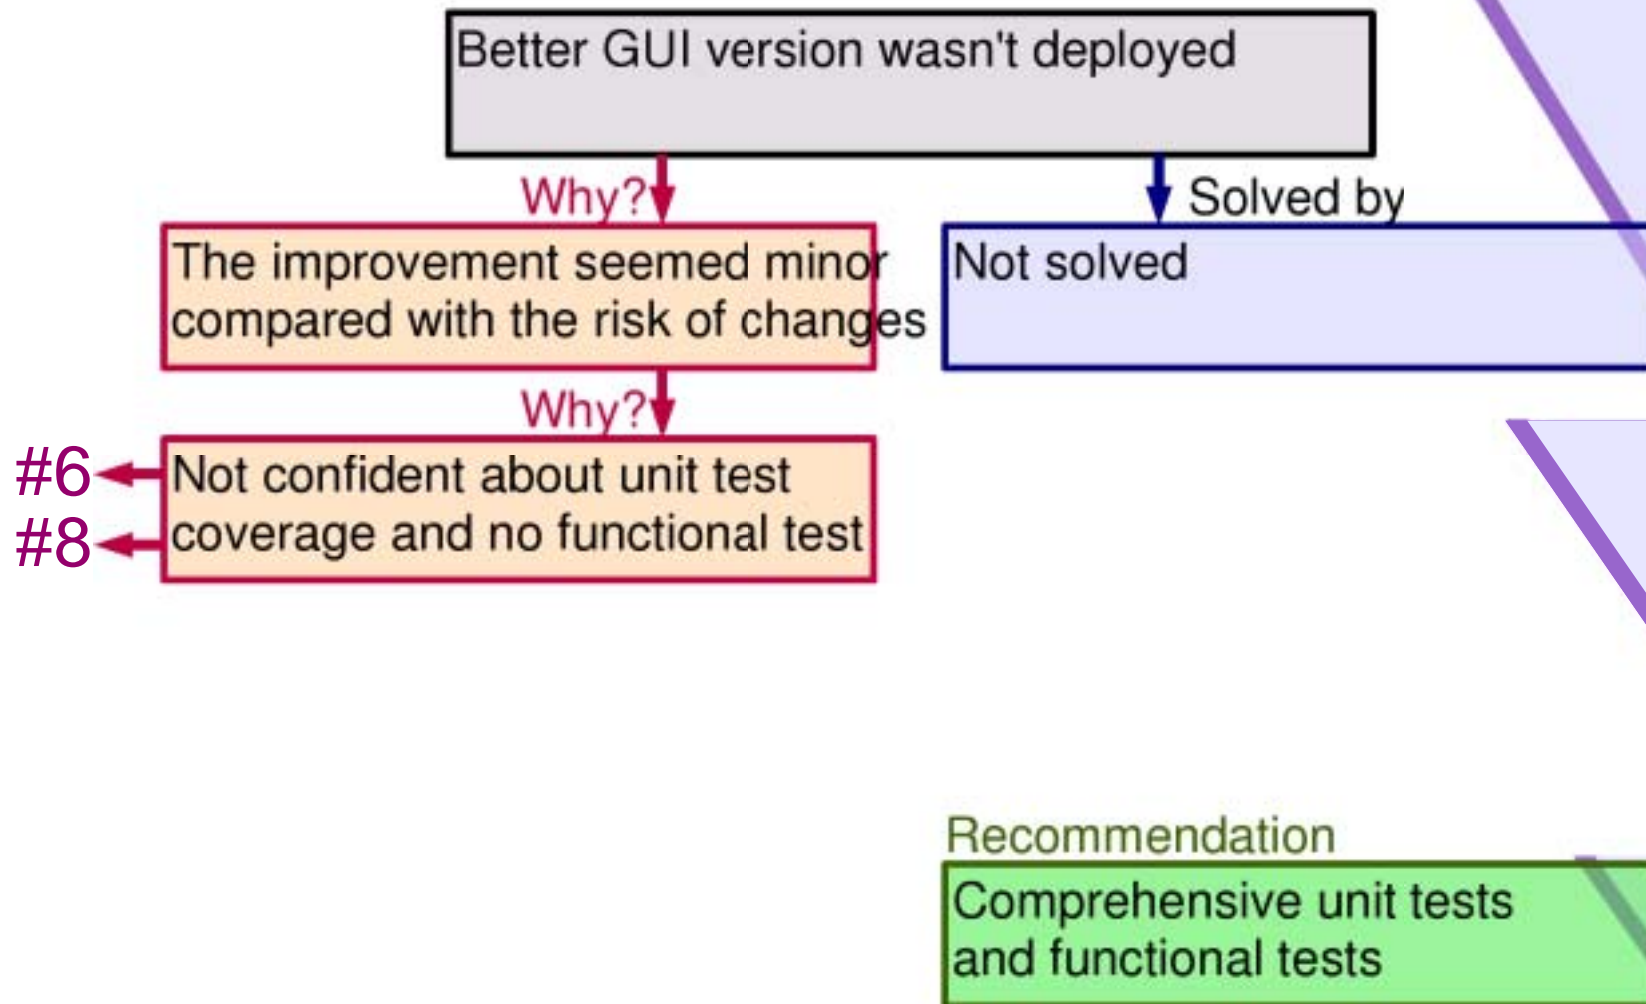 Better GUI version wasn't deployed
Why?
Solved by
The improvement seemed minor
compared with the risk of changes
Not solved
Why?
#6
Not confident about unit test
#8
coverage and no functional test
Recommendation
Comprehensive unit tests
and functional tests